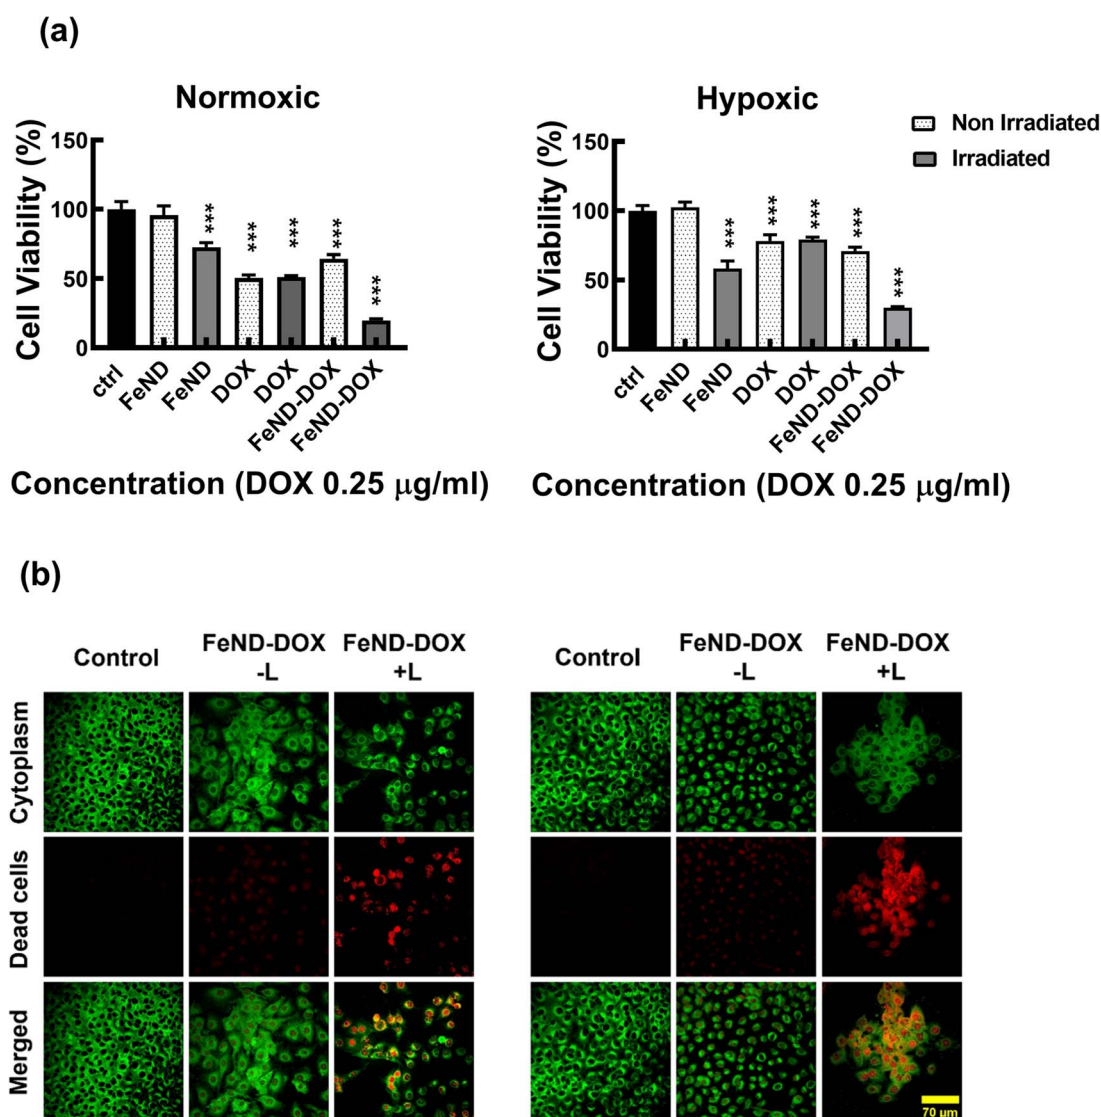 (a)
Normoxic
Cell Viability (%)
150
100
50
0
***
***
***
***
***
ctrl
FeND
FeND
DOX
DOX
FeND-DOX
FeND-DOX
Concentration (DOX 0.25 μg/ml)
Hypoxic
Cell Viability (%)
150
100
50
0
***
***
***
***
***
ctrl
FeND
FeND
DOX
DOX
FeND-DOX
FeND-DOX
Concentration (DOX 0.25 μg/ml)
Non Irradiated
Irradiated
(b)
Control
FeND-DOX
-L
FeND-DOX
+L
Control
FeND-DOX
-L
FeND-DOX
+L
Cytoplasm
Dead cells
Merged
70 μm